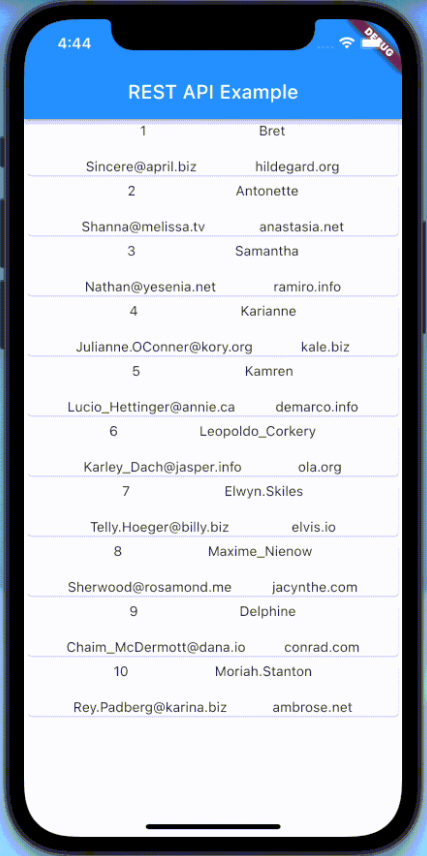 4:44
DEBUG
REST API Example
1 Bret
Sincere@april.biz hildegard.org
2 Antonette
Shanna@melissa.tv anastasia.net
3 Samantha
Nathan@yesenia.net ramiro.info
4 Karianne
Julianne.OConner@kory.org kale.biz
5 Kamren
Lucio_Hettinger@annie.ca demarco.info
6 Leopoldo_Corkery
Karley_Dach@jasper.info ola.org
7 Elwyn.Skiles
Telly.Hoeger@billy.biz elvis.io
8 Maxime_Nienow
Sherwood@rosamond.me jacynthe.com
9 Delphine
Chaim_McDermott@dana.io conrad.com
10 Moriah.Stanton
Rey.Padberg@karina.biz ambrose.net